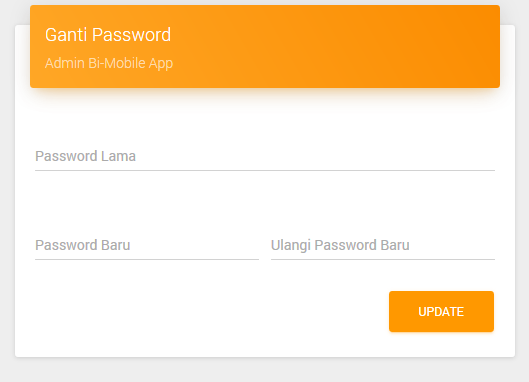 Ganti Password
Admin Bi-Mobile App
Password Lama
Password Baru
Ulangi Password Baru
UPDATE